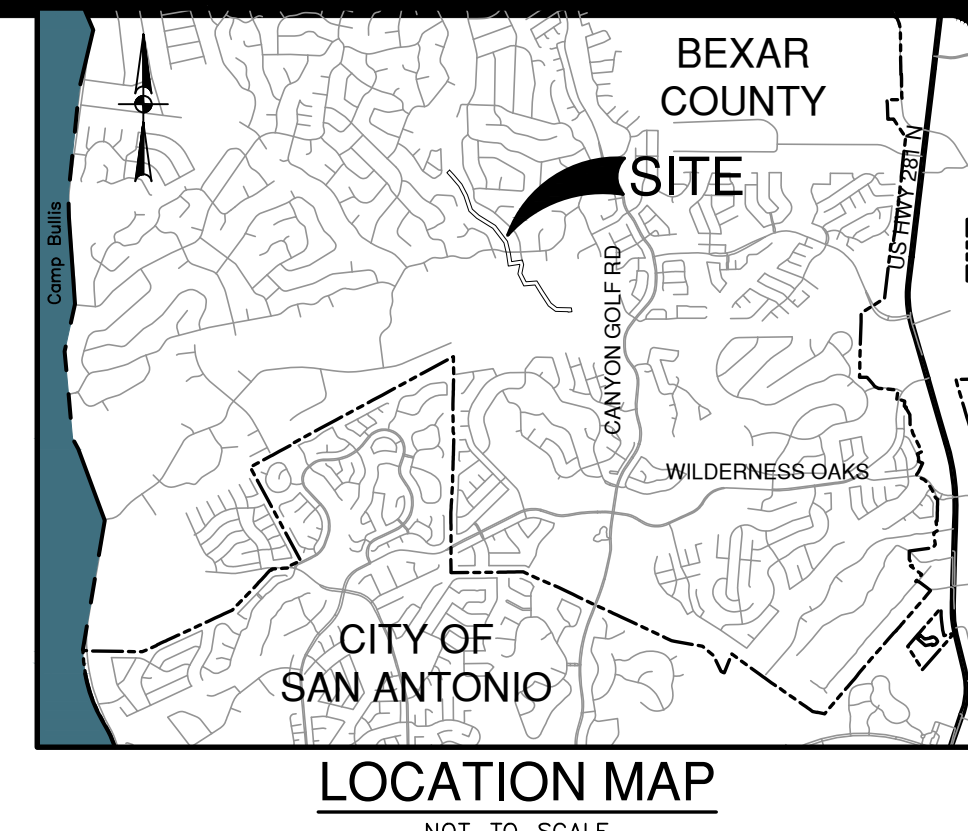 BEXAR
COUNTY
SITE
US HWY 281 N
Camp Bullis
CANYON GOLF RD
WILDERNESS OAKS
CITY OF
SAN ANTONIO
LOCATION MAP
NOT TO SCALE